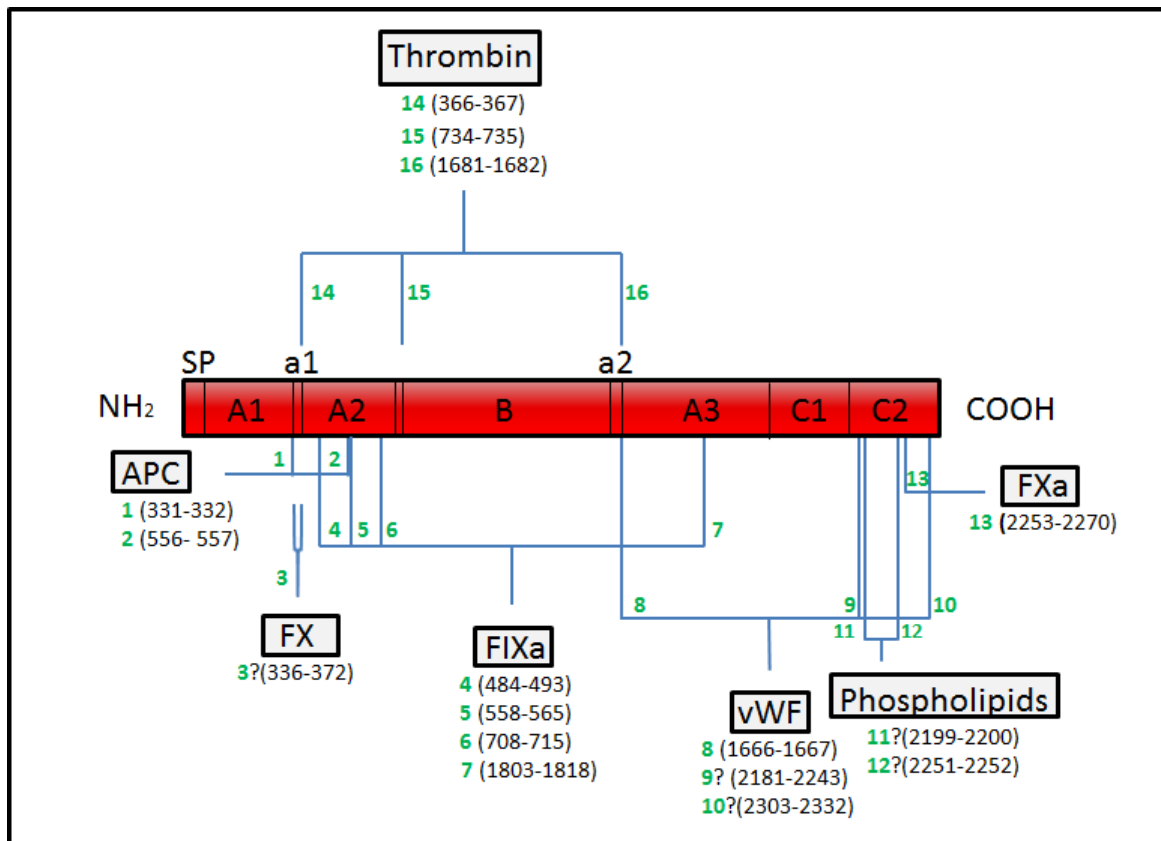 Thrombin
14 (366-367)
15 (734-735)
16 (1681-1682)
14 15 16
SP a1 a2
NH2 A1 A2 B A3 C1 C2 COOH
APC
1 2
1 (331-332)
2 (556- 557)
13 FXa
13 (2253-2270)
4 5 6 7
3
8 9 10
11 12
FX
3?(336-372)
FIXa
4 (484-493)
5 (558-565)
6 (708-715)
7 (1803-1818)
vWF
8 (1666-1667)
9? (2181-2243)
10?(2303-2332)
Phospholipids
11?(2199-2200)
12?(2251-2252)